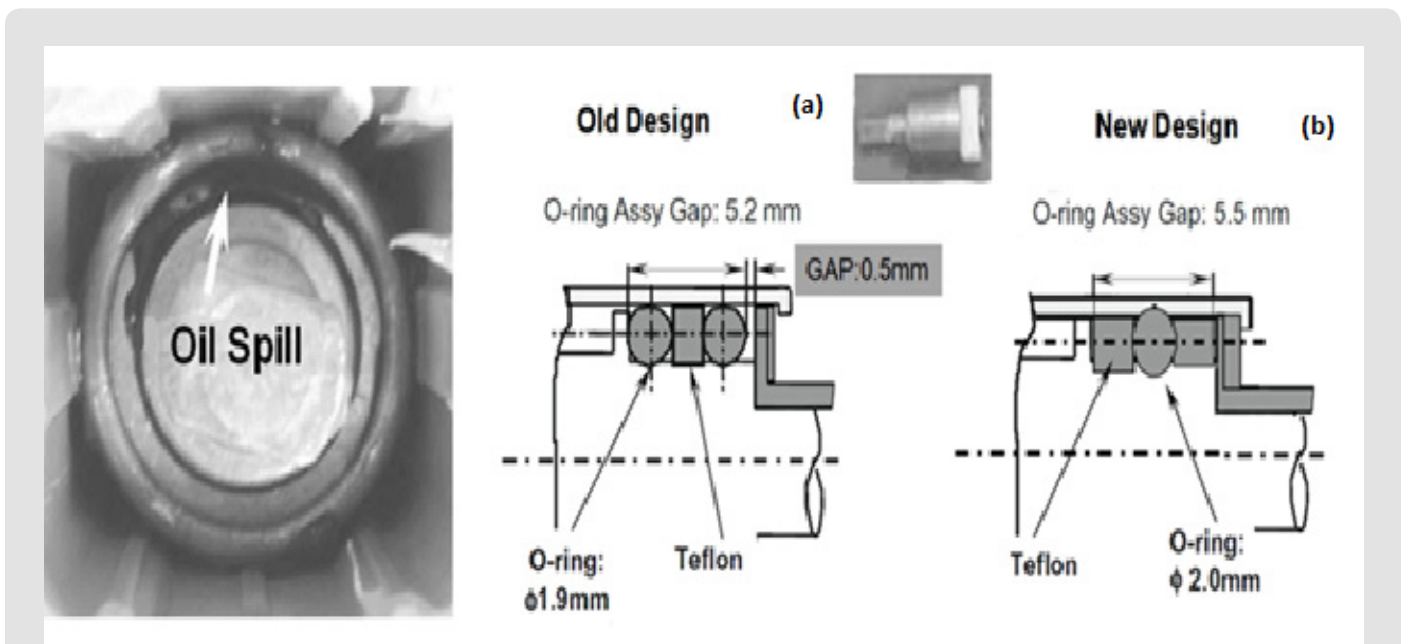 Oil Spill
Old Design
(a)
O-ring Assy Gap: 5.2 mm
GAP:0.5mm
O-ring:
ϕ1.9mm
Teflon
New Design
(b)
O-ring Assy Gap: 5.5 mm
Teflon
O-ring:
ϕ 2.0mm